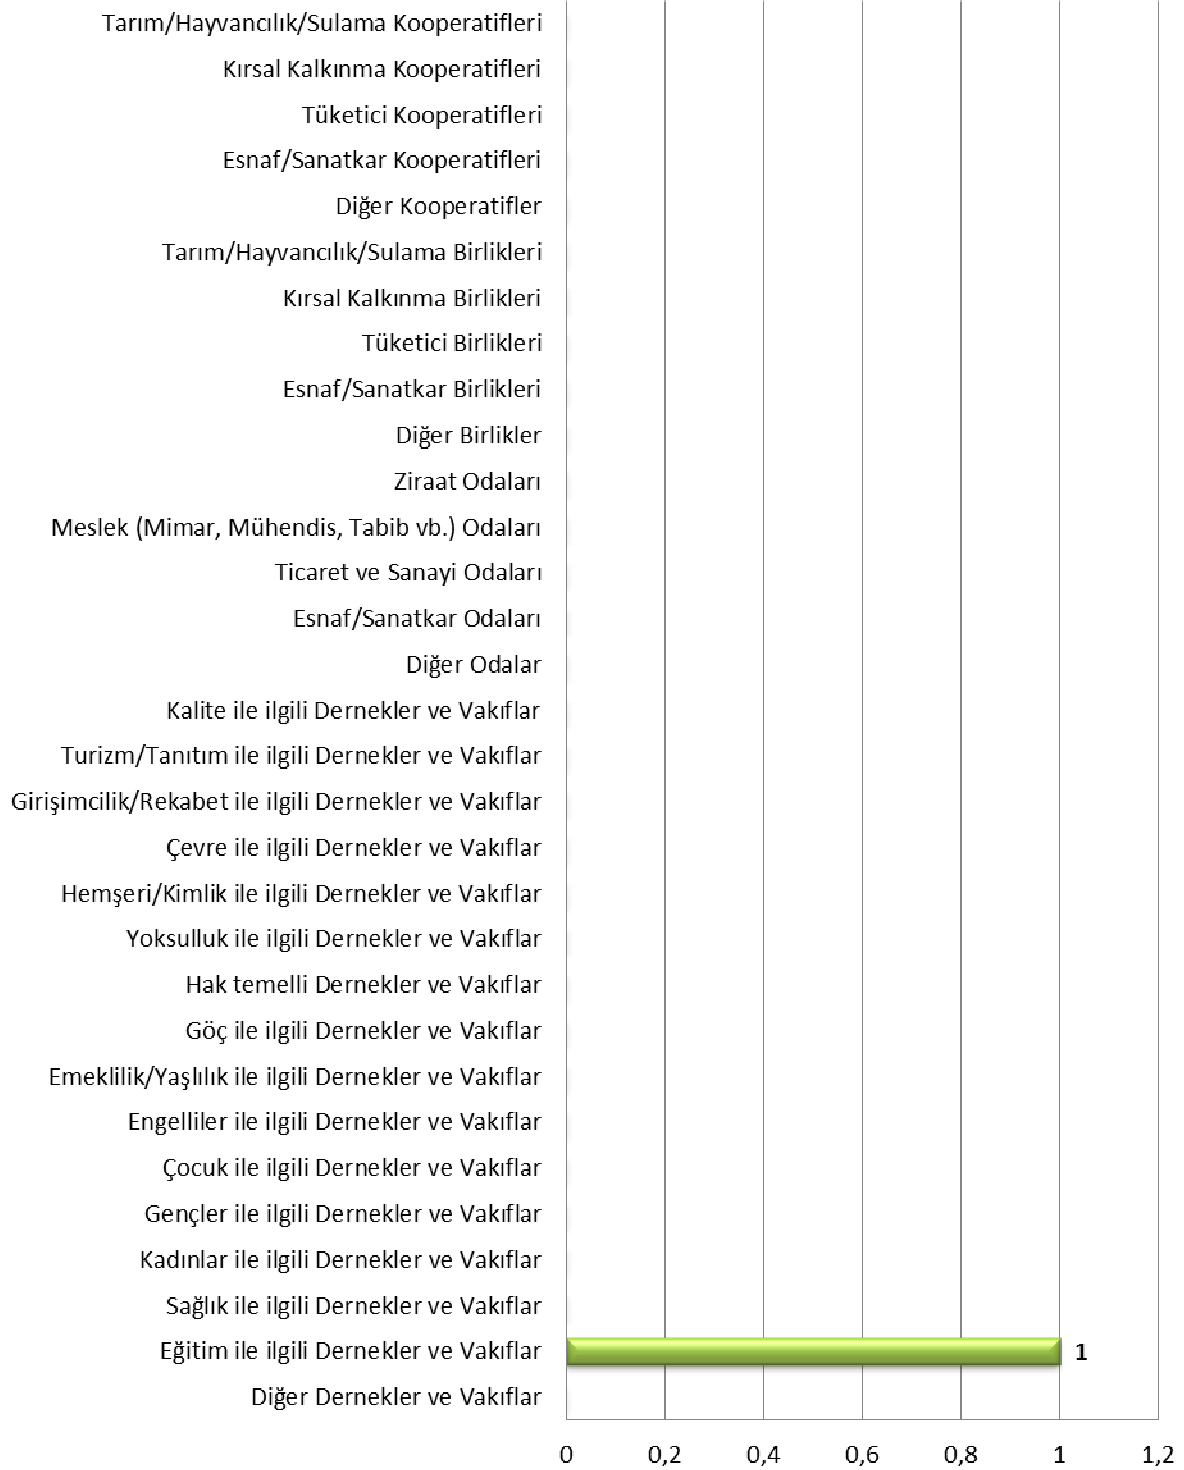 Tarım/Hayvancılık/Sulama Kooperatifleri
Kırsal Kalkınma Kooperatifleri
Tüketici Kooperatifleri
Esnaf/Sanatkar Kooperatifleri
Diğer Kooperatifler
Tarım/Hayvancılık/Sulama Birlikleri
Kırsal Kalkınma Birlikleri
Tüketici Birlikleri
Esnaf/Sanatkar Birlikleri
Diğer Birlikler
Ziraat Odaları
Meslek (Mimar, Mühendis, Tabib vb.) Odaları
Ticaret ve Sanayi Odaları
Esnaf/Sanatkar Odaları
Diğer Odalar
Kalite ile ilgili Dernekler ve Vakıflar
Turizm/Tanıtım ile ilgili Dernekler ve Vakıflar
Girişimcilik/Rekabet ile ilgili Dernekler ve Vakıflar
Çevre ile ilgili Dernekler ve Vakıflar
Hemşeri/Kimlik ile ilgili Dernekler ve Vakıflar
Yoksulluk ile ilgili Dernekler ve Vakıflar
Hak temelli Dernekler ve Vakıflar
Göç ile ilgili Dernekler ve Vakıflar
Emeklilik/Yaşlılık ile ilgili Dernekler ve Vakıflar
Engelliler ile ilgili Dernekler ve Vakıflar
Çocuk ile ilgili Dernekler ve Vakıflar
Gençler ile ilgili Dernekler ve Vakıflar
Kadınlar ile ilgili Dernekler ve Vakıflar
Sağlık ile ilgili Dernekler ve Vakıflar
Eğitim ile ilgili Dernekler ve Vakıflar 1
Diğer Dernekler ve Vakıflar
0 0,2 0,4 0,6 0,8 1 1,2